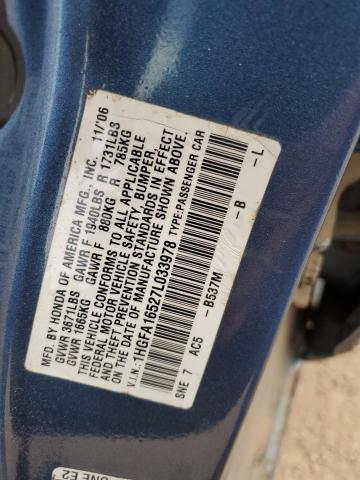 MFD. BY HONDA OF AMERICA MFG., INC. 11/'06
GVWR 3671LBS GAWR F 1940LBS R 1731LBS
GVWR 1665KG GAWR F 880KG R 785KG
THIS VEHICLE CONFORMS TO ALL APPLICABLE
FEDERAL MOTOR VEHICLE SAFETY, BUMPER,
AND THEFT PREVENTION STANDARDS IN EFFECT
ON THE DATE OF MANUFACTURE SHOWN ABOVE.
V.I.N.: 1HGFA16527L033978 TYPE:PASSENGER CAR
SNE 7 AC5 - B537M - B - L
SNE E2